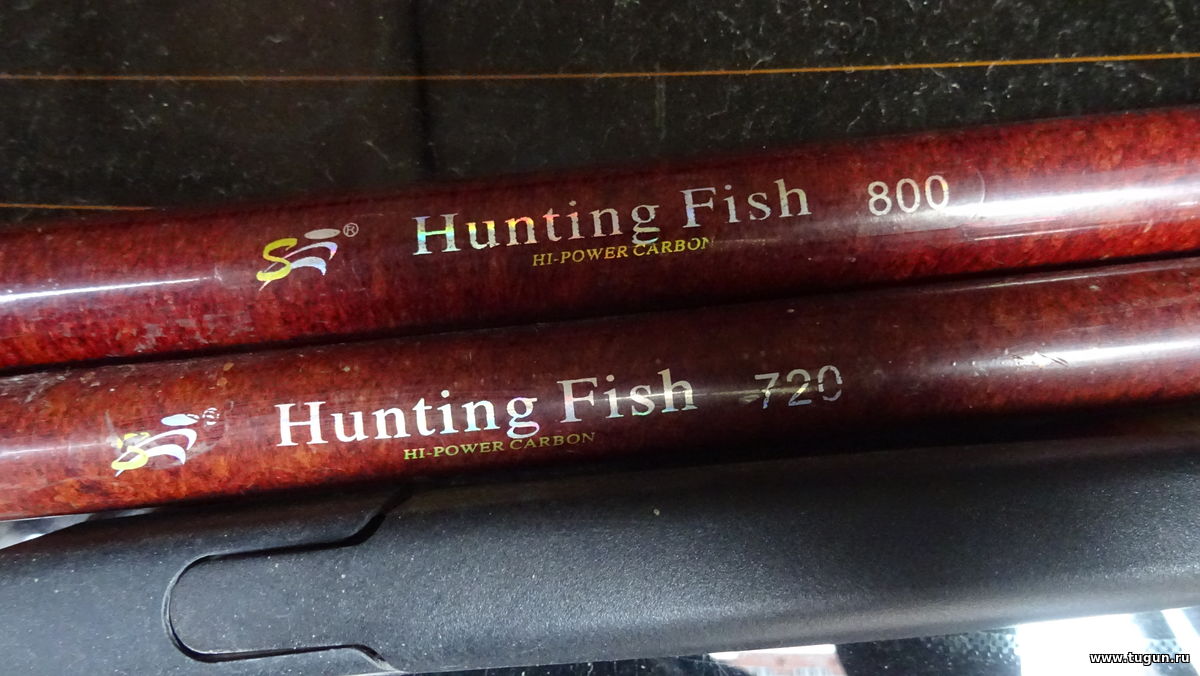 S ® Hunting Fish 800
HI-POWER CARBON
S ® Hunting Fish 720
HI-POWER CARBON
www.tugun.ru